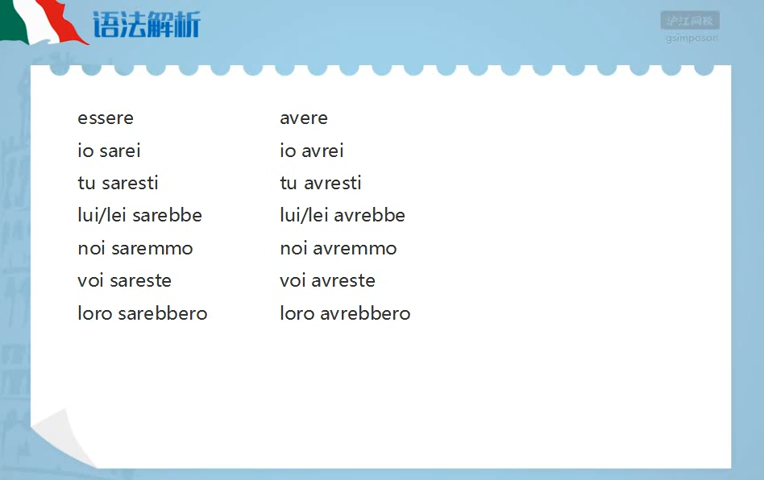 语法解析
沪江网校
gsimposon
essere avere
io sarei io avrei
tu saresti tu avresti
lui/lei sarebbe lui/lei avrebbe
noi saremmo noi avremmo
voi sareste voi avreste
loro sarebbero loro avrebbero